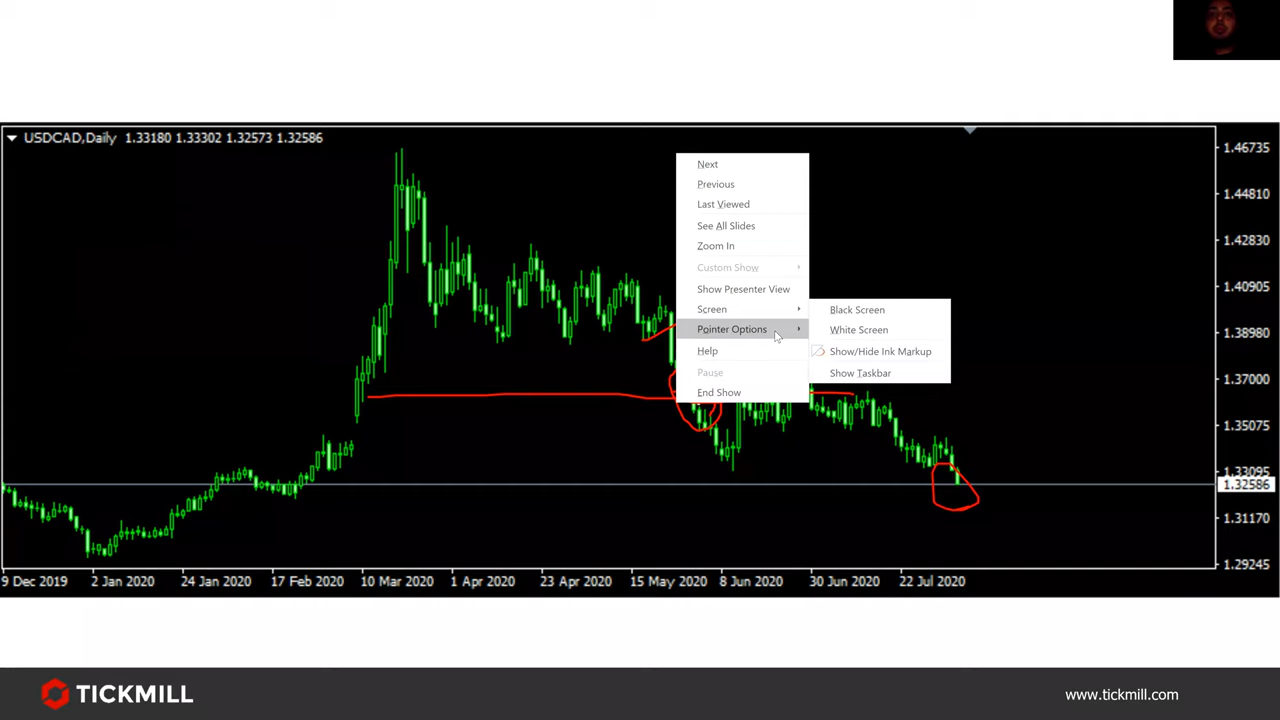 USDCAD,Daily 1.33180 1.33302 1.32573 1.32586
1.46735
1.44810
1.42830
1.40905
1.38980
1.37000
1.35075
1.33095
1.32586
1.31170
1.29245
Next
Previous
Last Viewed
See All Slides
Zoom In
Custom Show
Show Presenter View
Screen
Pointer Options
Help
Pause
End Show
Black Screen
White Screen
Show/Hide Ink Markup
Show Taskbar
9 Dec 2019 2 Jan 2020 24 Jan 2020 17 Feb 2020 10 Mar 2020 1 Apr 2020 23 Apr 2020 15 May 2020 8 Jun 2020 30 Jun 2020 22 Jul 2020
TICKMILL
www.tickmill.com